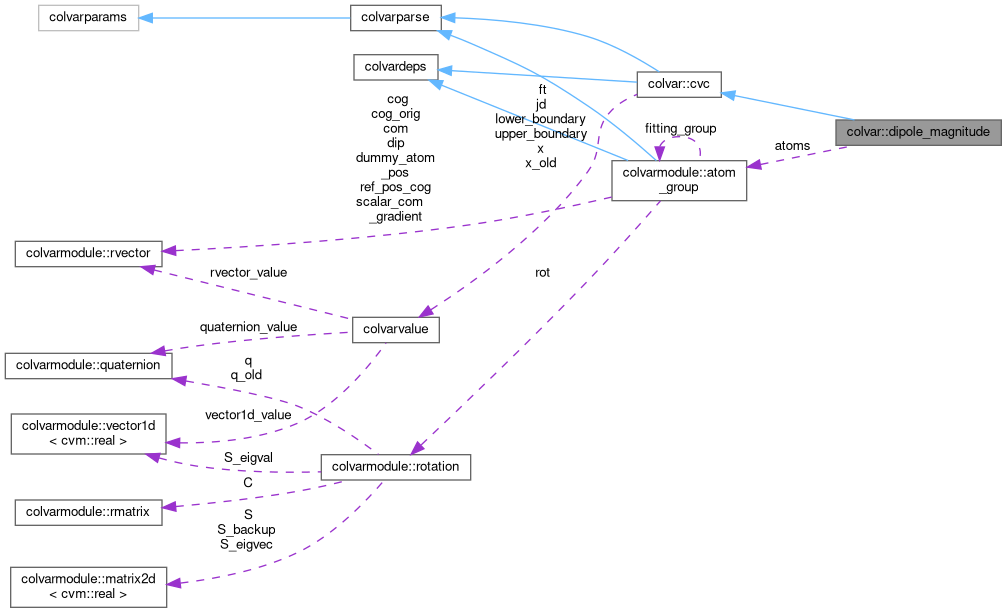 colvarparams
colvarparse
colvardeps
colvar::cvc
colvar::dipole_magnitude
cog
cog_orig
com
dip
dummy_atom
_pos
ref_pos_cog
scalar_com
_gradient
ft
jd
lower_boundary
upper_boundary
x
x_old
fitting_group
atoms
colvarmodule::atom
_group
colvarmodule::rvector
rvector_value
rot
colvarvalue
quaternion_value
colvarmodule::quaternion
q
q_old
vector1d_value
colvarmodule::vector1d
< cvm::real >
S_eigval
colvarmodule::rotation
C
colvarmodule::rmatrix
S
S_backup
S_eigvec
colvarmodule::matrix2d
< cvm::real >